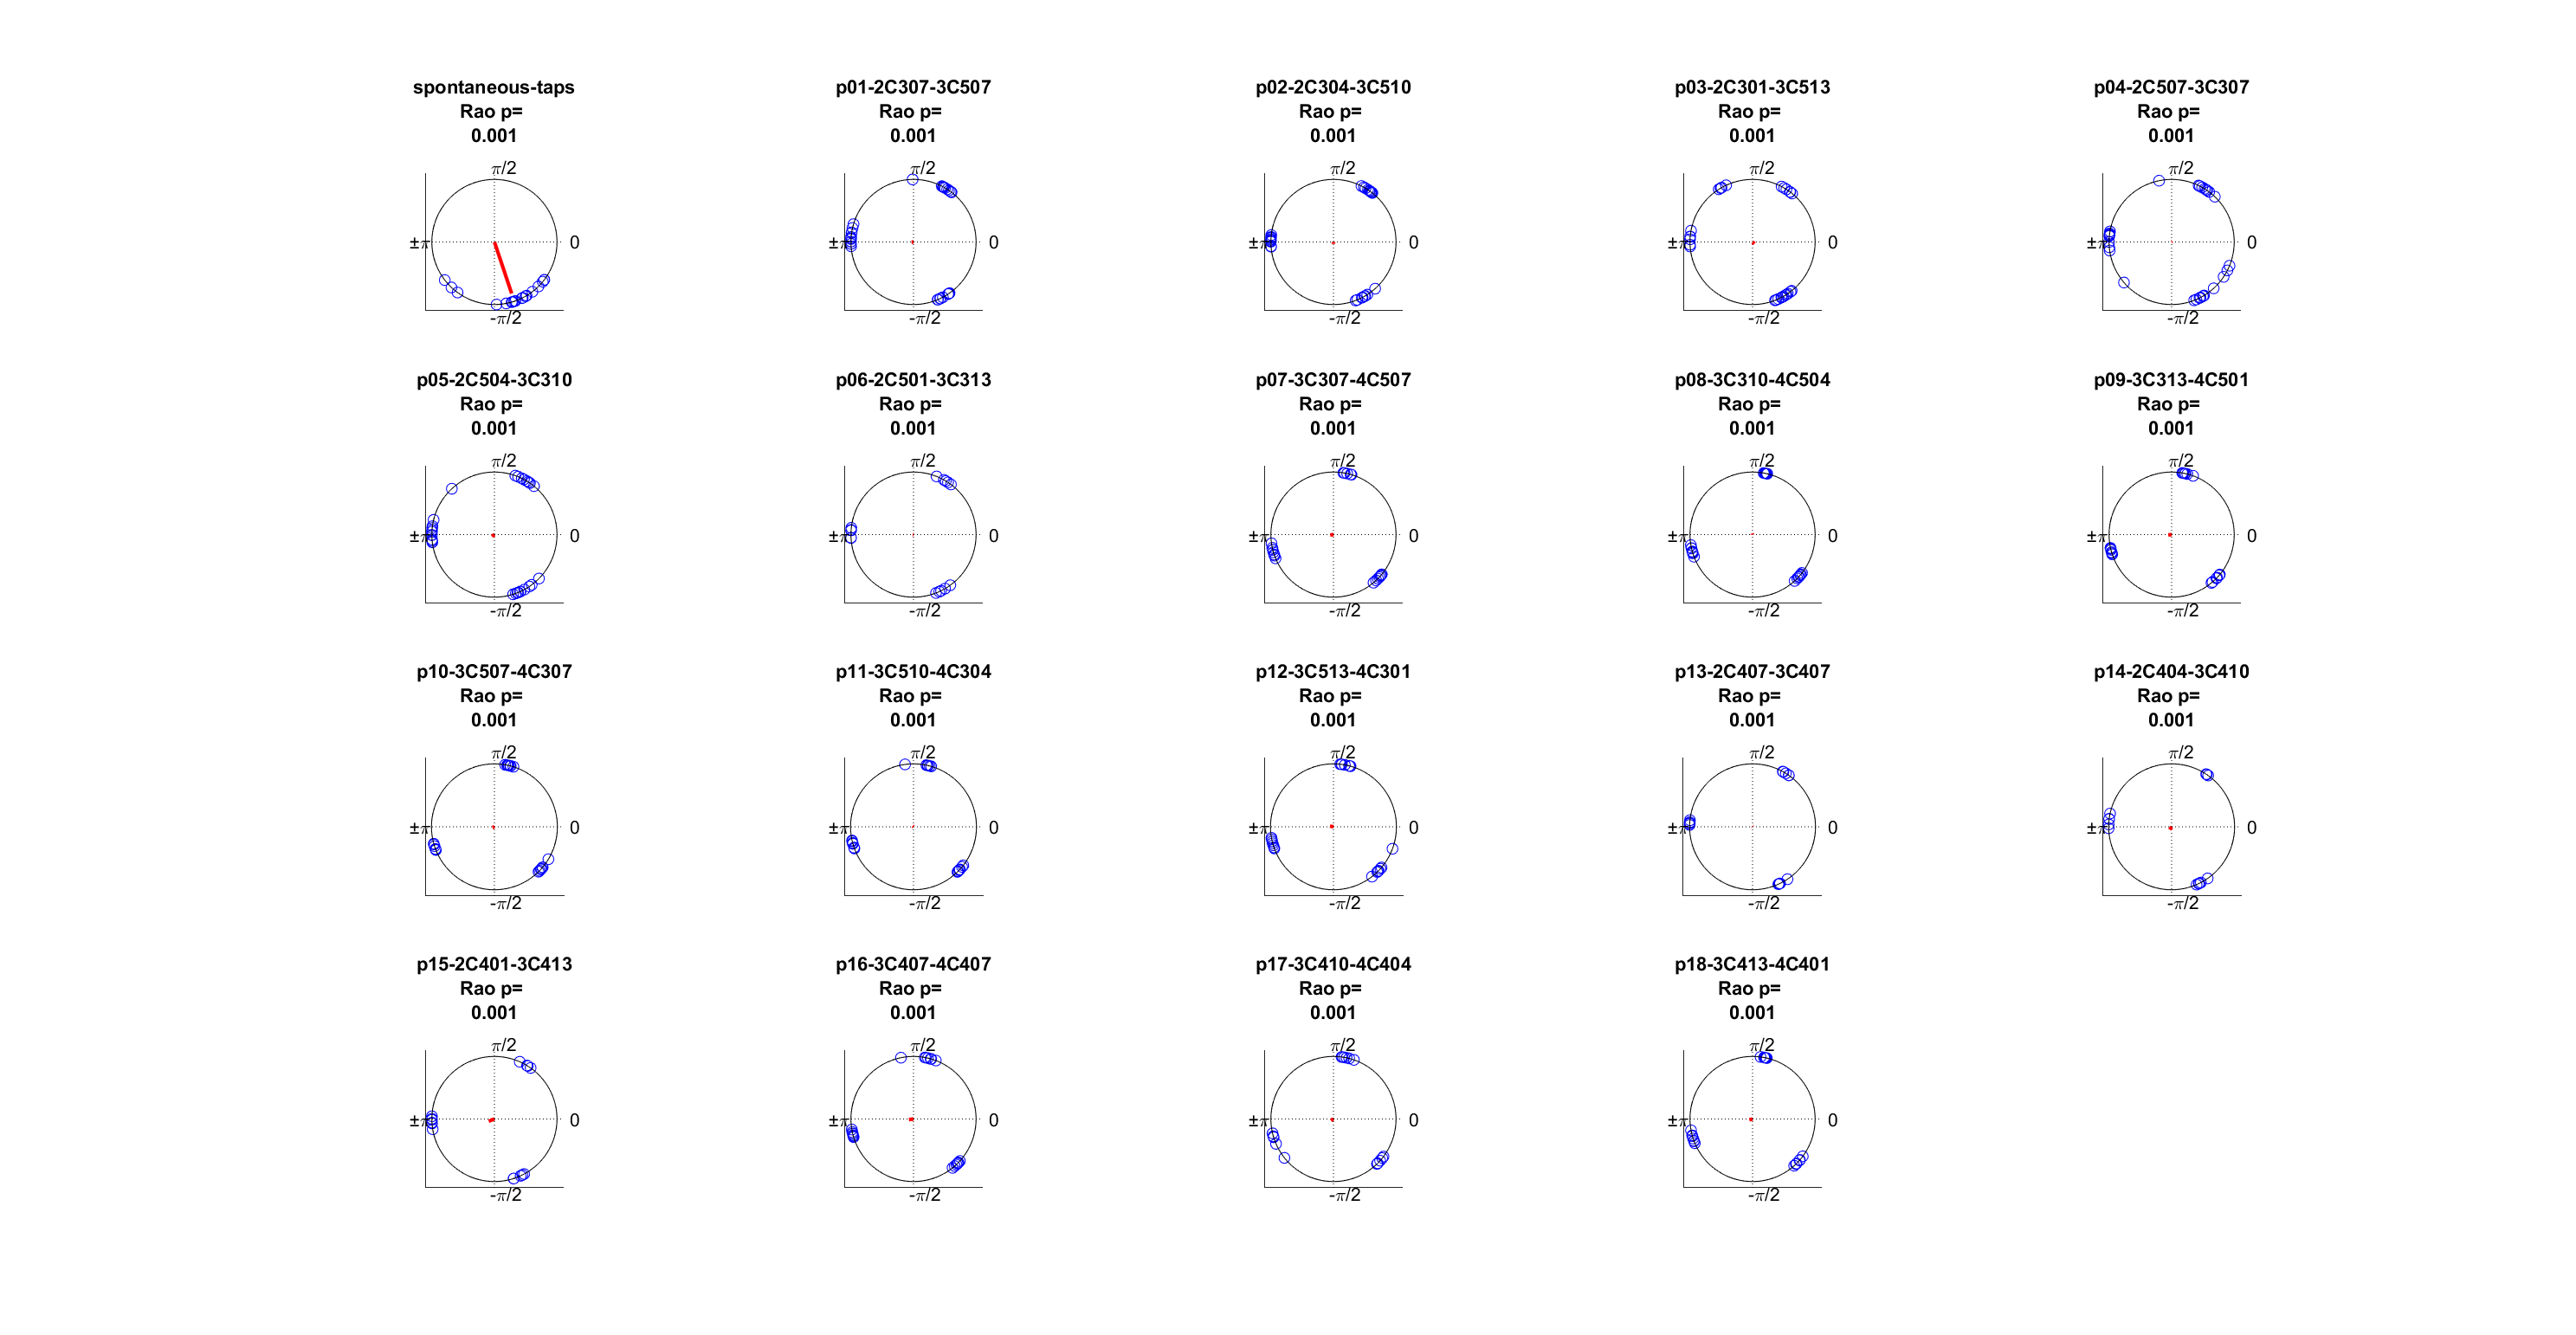 spontaneous-taps
Rao p=
0.001
π/2
±π
0
-π/2
p01-2C307-3C507
Rao p=
0.001
π/2
±π
0
-π/2
p02-2C304-3C510
Rao p=
0.001
π/2
±π
0
-π/2
p03-2C301-3C513
Rao p=
0.001
π/2
±π
0
-π/2
p04-2C507-3C307
Rao p=
0.001
π/2
±π
0
-π/2
p05-2C504-3C310
Rao p=
0.001
π/2
±π
0
-π/2
p06-2C501-3C313
Rao p=
0.001
π/2
±π
0
-π/2
p07-3C307-4C507
Rao p=
0.001
π/2
±π
0
-π/2
p08-3C310-4C504
Rao p=
0.001
π/2
±π
0
-π/2
p09-3C313-4C501
Rao p=
0.001
π/2
±π
0
-π/2
p10-3C507-4C307
Rao p=
0.001
π/2
±π
0
-π/2
p11-3C510-4C304
Rao p=
0.001
π/2
±π
0
-π/2
p12-3C513-4C301
Rao p=
0.001
π/2
±π
0
-π/2
p13-2C407-3C407
Rao p=
0.001
π/2
±π
0
-π/2
p14-2C404-3C410
Rao p=
0.001
π/2
±π
0
-π/2
p15-2C401-3C413
Rao p=
0.001
π/2
±π
0
-π/2
p16-3C407-4C407
Rao p=
0.001
π/2
±π
0
-π/2
p17-3C410-4C404
Rao p=
0.001
π/2
±π
0
-π/2
p18-3C413-4C401
Rao p=
0.001
π/2
±π
0
-π/2